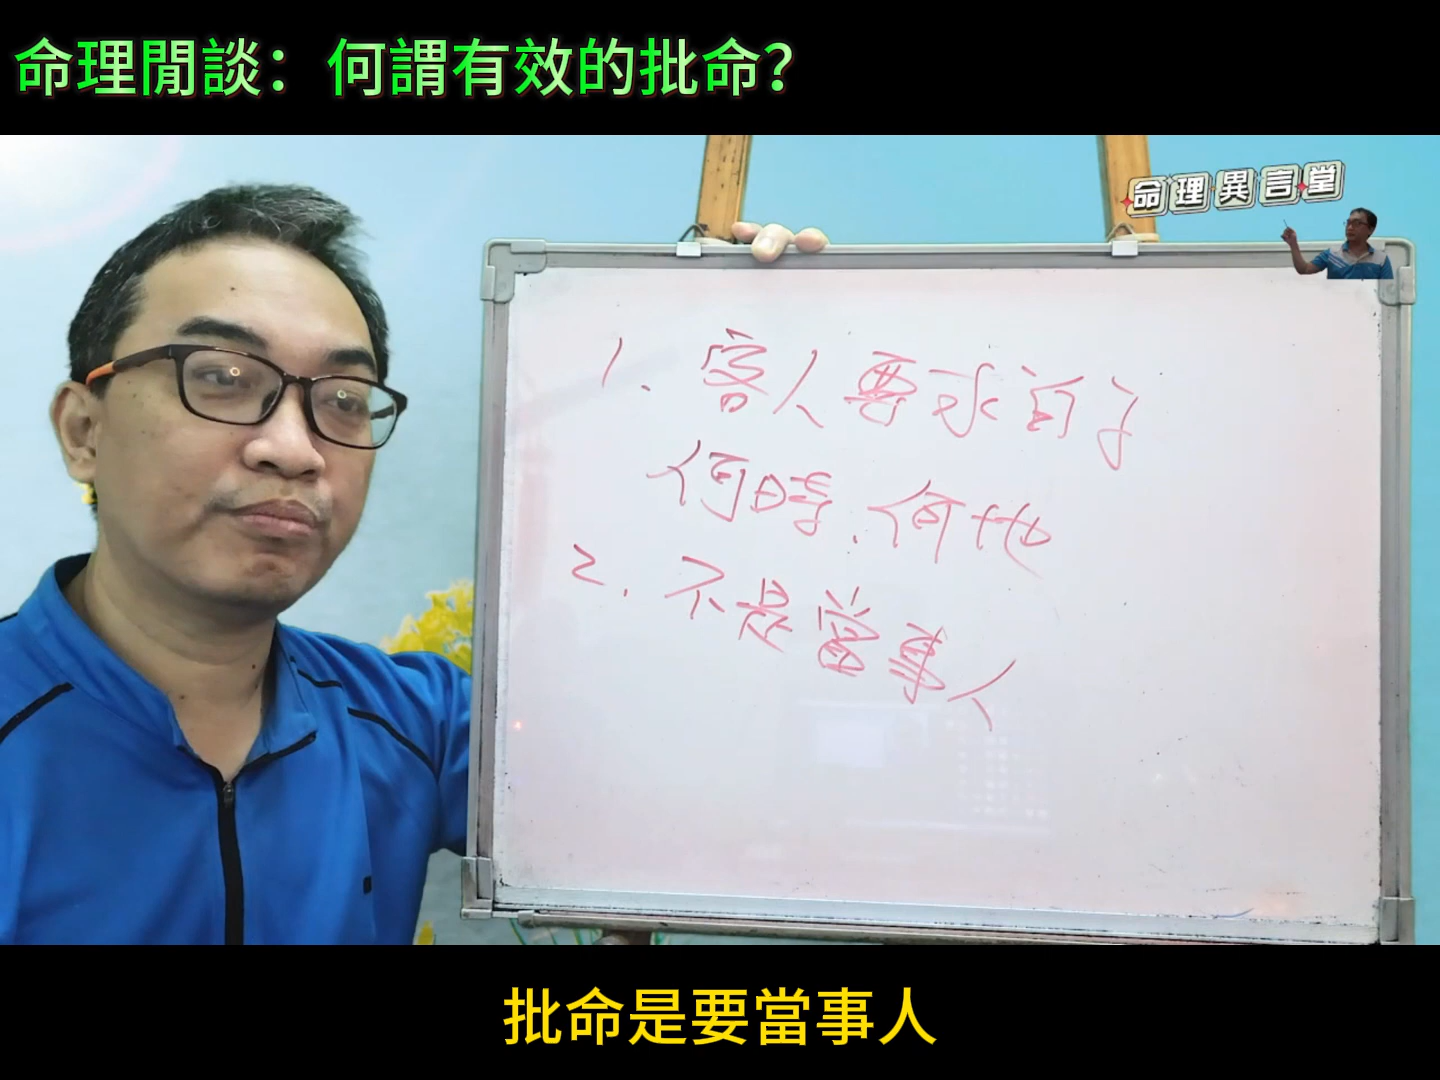 命理閒談：何謂有效的批命？
命理異言堂
1. 客人要求的
何時、何地
2. 不是當事人
批命是要當事人